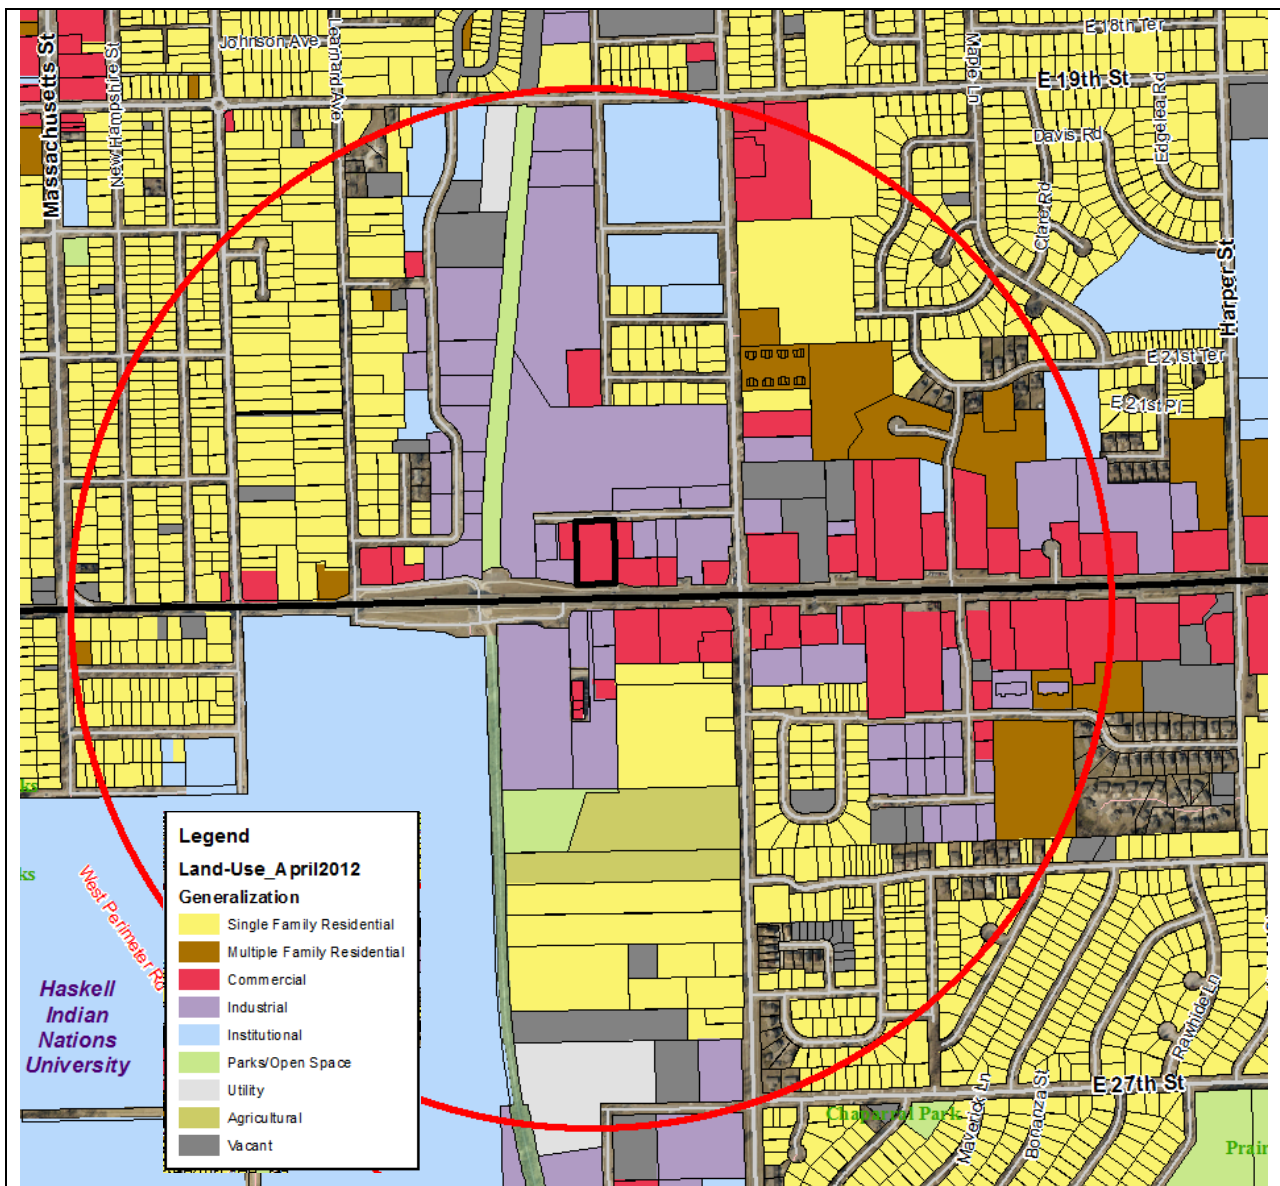 Johnson Ave
Learnard Ave
Massachusetts St
New Hampshire St
Maple Ln
E 18th Ter
E 19th St
Davis Rd
Edgelea Rd
Clare Rd
Harper St
E 21st Ter
E 21st Pl
ks
ks
West Perimeter Rd
Haskell
Indian
Nations
University
Legend
Land-Use_April2012
Generalization
Single Family Residential
Multiple Family Residential
Commercial
Industrial
Institutional
Parks/Open Space
Utility
Agricultural
Vacant
Rawhide Ln
E 27th St
Chaparral Park
Maverick Ln
Bonanza St
Prair